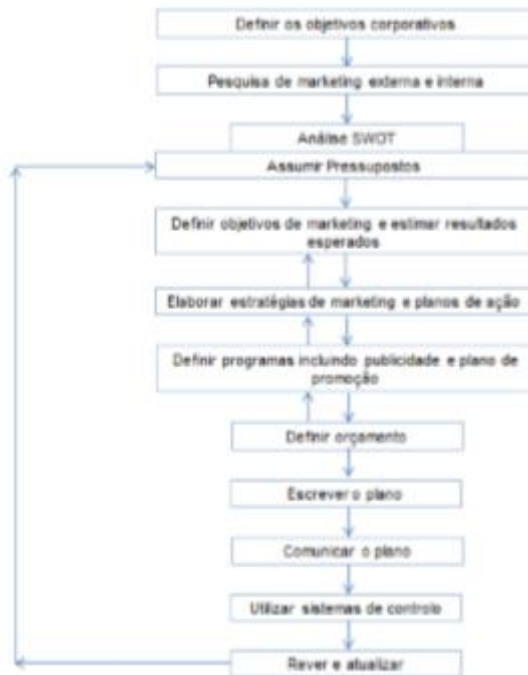 Definir os objetivos corporativos
Pesquisa de marketing externa e interna
Análise SWOT
Assumir Pressupostos
Definir objetivos de marketing e estimar resultados
esperados
Elaborar estratégias de marketing e planos de ação
Definir programas incluindo publicidade e plano de
promoção
Definir orçamento
Escrever o plano
Comunicar o plano
Utilizar sistemas de controlo
Rever e atualizar